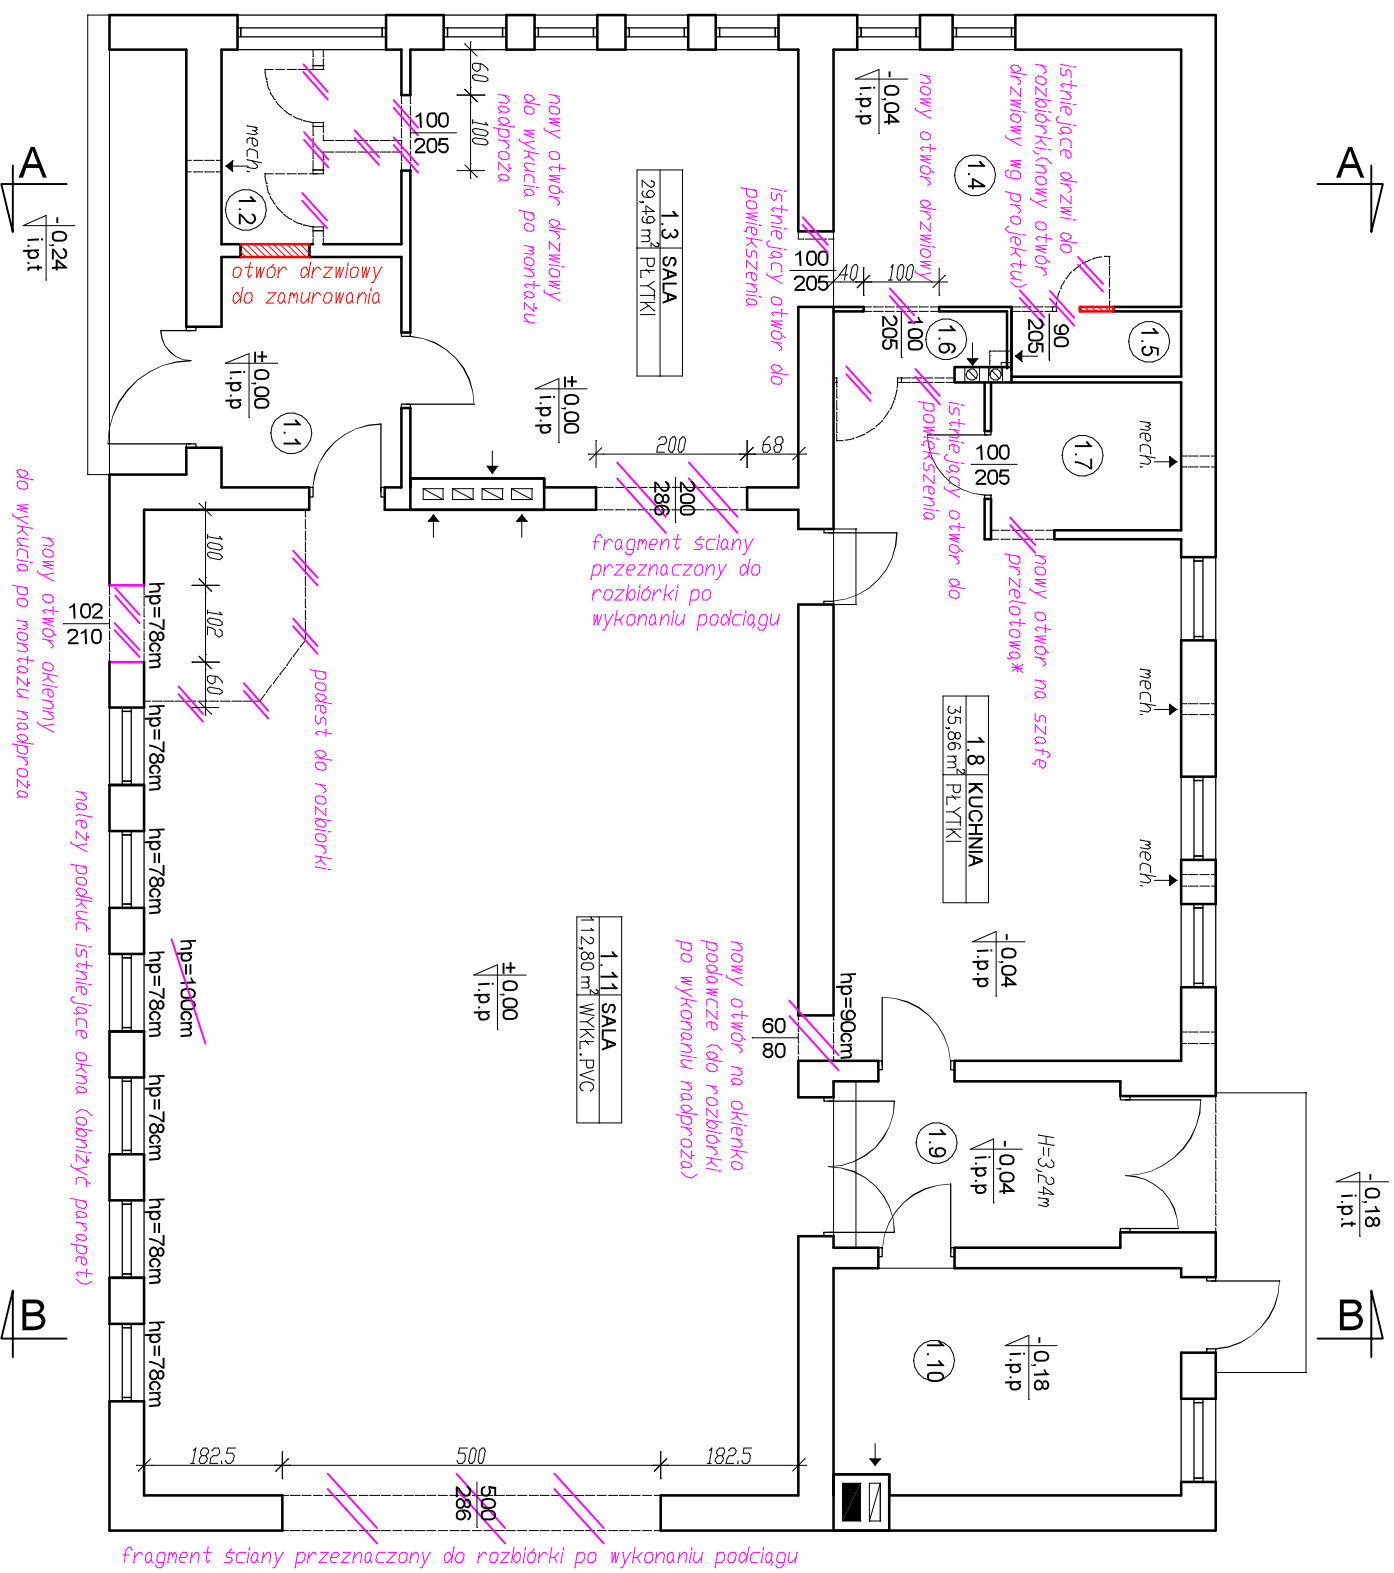 A
A
-0,24
i.p.t
mech.
1.2
otwór drzwiowy
do zamurowania
100
205
60
100
nowy otwór drzwiowy
do wykucia po montażu
nadproża
1.3 SALA
29,49 m² PŁYTKI
istniejący otwór do
powiększenia
-0,04
i.p.p
nowy otwór drzwiowy
istniejące drzwi do
rozbiórki,(nowy otwór
drzwiowy wg projektu)
1.4
100
205
40
100
100
205
1.6
90
205
1.5
±0,00
i.p.p
1.1
±0,00
i.p.p
200
68
200
286
istniejący otwór do
powiększenia
100
205
1.7
mech.
fragment ściany
przeznaczony do
rozbiórki po
wykonaniu podciągu
nowy otwór na szafę
przelotową*
nowy otwór okienny
do wykucia po montażu nadproża
102
210
100
102
60
hp=78cm
hp=78cm
hp=78cm
hp=78cm
hp=78cm
hp=78cm
hp=78cm
hp=100cm
podest do rozbiorki
należy podkuć istniejące okna (obniżyć parapet)
mech.
mech.
1.8 KUCHNIA
35,86 m² PŁYTKI
-0,04
i.p.p
1.11 SALA
112,80 m² WYKŁ.PVC
±0,00
i.p.p
nowy otwór na okienko
podawcze (do rozbiórki
po wykonaniu nadproża)
hp=90cm
60
80
1.9
-0,04
i.p.p
H=3,24m
-0,18
i.p.t
B
B
1.10
-0,18
i.p.p
182.5
500
182.5
500
286
fragment ściany przeznaczony do rozbiórki po wykonaniu podciągu